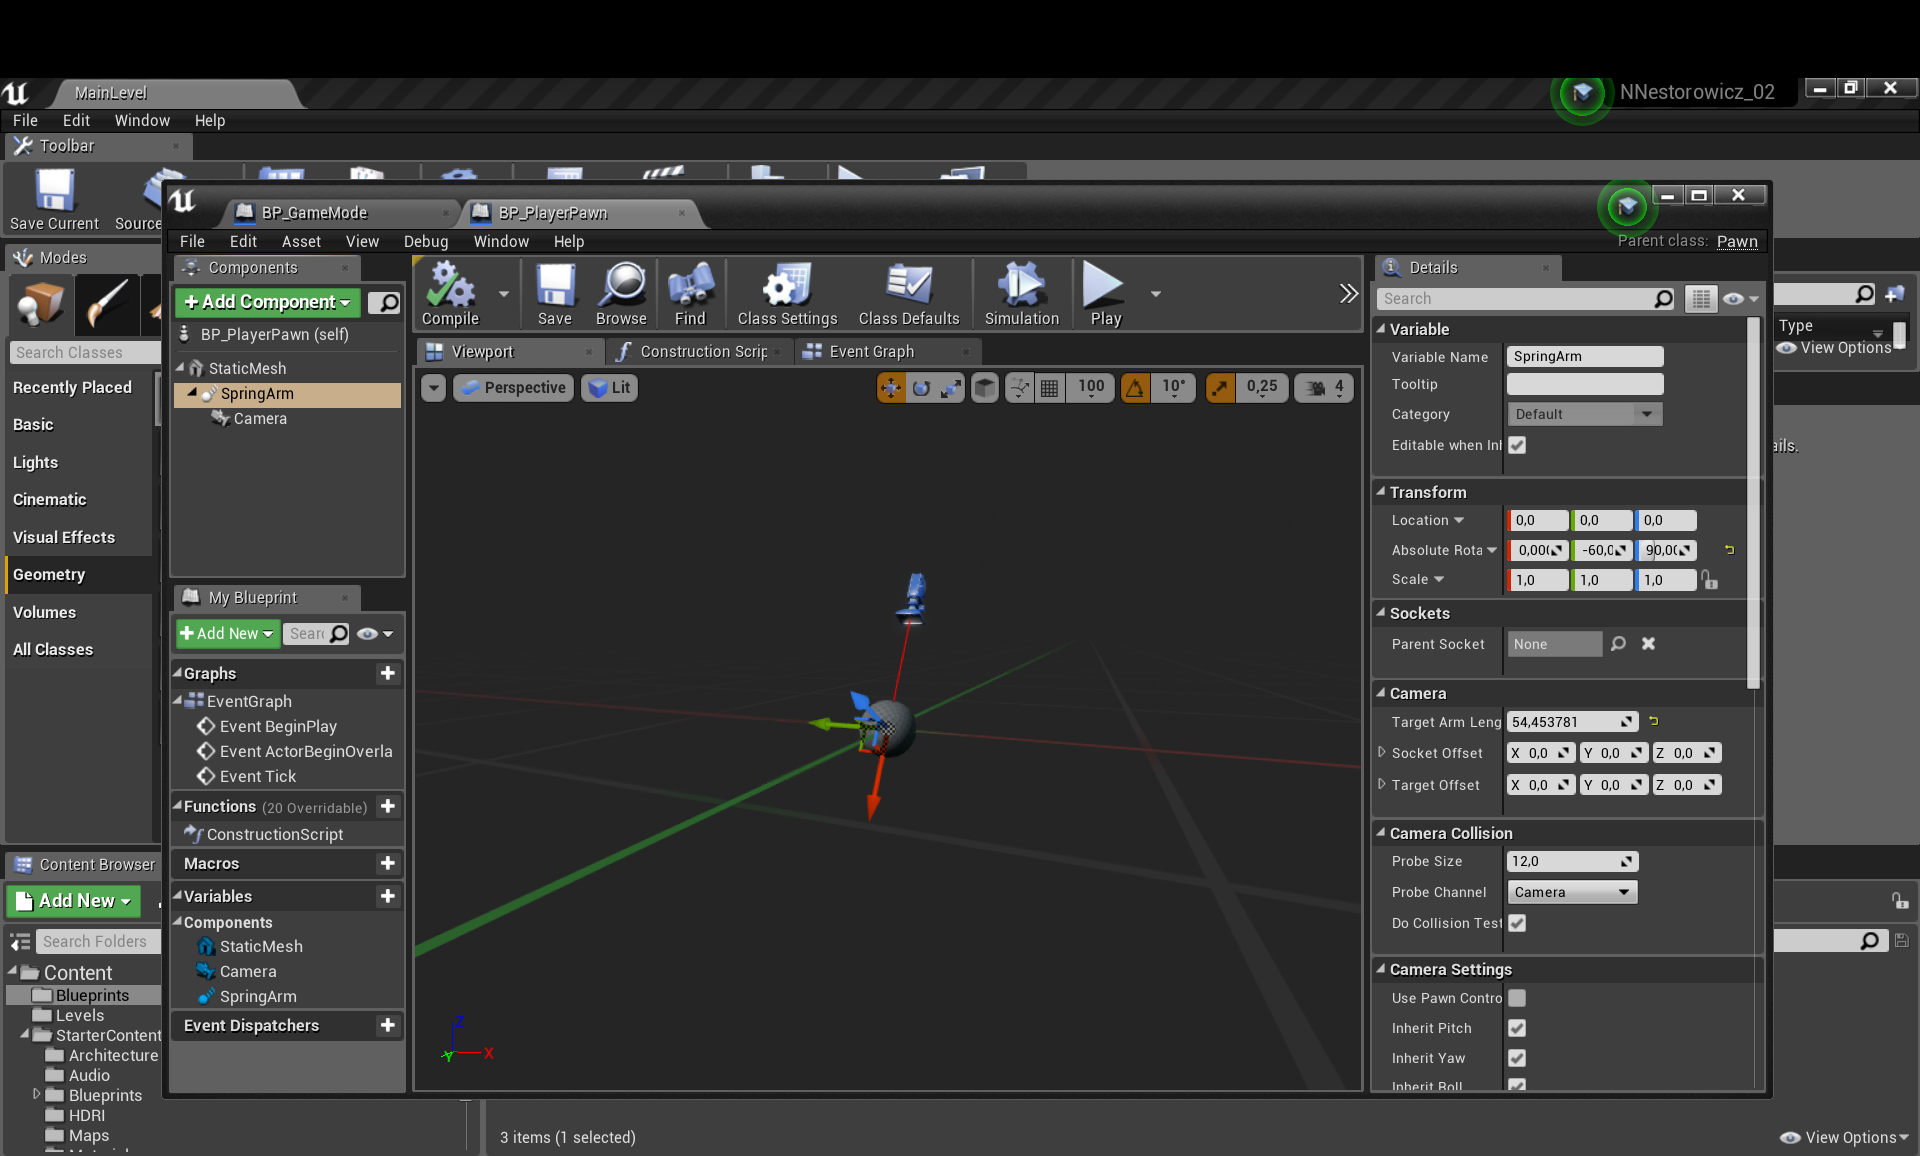 MainLevel
NNestorowicz_02
File Edit Window Help
Toolbar
Save Current
Source
BP_GameMode
BP_PlayerPawn
File Edit Asset View Debug Window Help
Parent class: Pawn
Modes
Search Classes
Recently Placed
Basic
Lights
Cinematic
Visual Effects
Geometry
Volumes
All Classes
Components
+Add Component
BP_PlayerPawn (self)
StaticMesh
SpringArm
Camera
My Blueprint
+Add New
Sear
Graphs
EventGraph
Event BeginPlay
Event ActorBeginOverla
Event Tick
Functions (20 Overridable)
ConstructionScript
Macros
Variables
Components
StaticMesh
Camera
SpringArm
Event Dispatchers
Compile
Save
Browse
Find
Class Settings
Class Defaults
Simulation
Play
Viewport
Construction Scrip
Event Graph
Perspective
Lit
100
10°
0,25
4
Z
X
Y
Details
Search
Variable
Variable Name SpringArm
Tooltip
Category Default
Editable when Inh
Transform
Location 0,0 0,0 0,0
Absolute Rota 0,00 -60,0 90,0
Scale 1,0 1,0 1,0
Sockets
Parent Socket None
Camera
Target Arm Leng 54,453781
Socket Offset X 0,0 Y 0,0 Z 0,0
Target Offset X 0,0 Y 0,0 Z 0,0
Camera Collision
Probe Size 12,0
Probe Channel Camera
Do Collision Test
Camera Settings
Use Pawn Contro
Inherit Pitch
Inherit Yaw
Inherit Roll
Type
View Options
ails.
Content Browser
Add New
Search Folders
Content
Blueprints
Levels
StarterContent
Architecture
Audio
Blueprints
HDRI
Maps
3 items (1 selected)
View Options